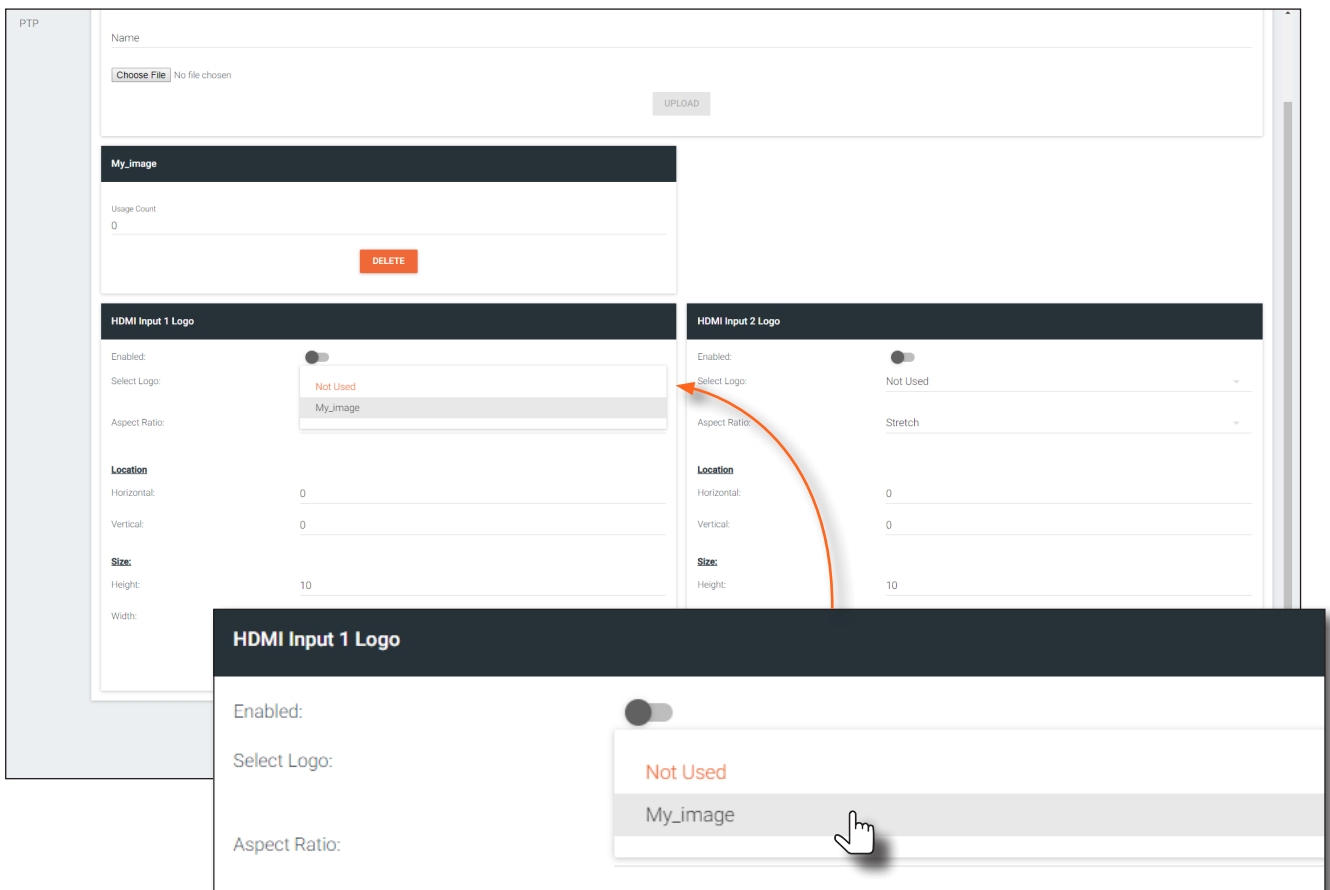 PTP
Name
Choose File No file chosen
UPLOAD
My_image
Usage Count
0
DELETE
HDMI Input 1 Logo
Enabled:
Select Logo:
Not Used
My_image
Aspect Ratio:
Location
Horizontal: 0
Vertical: 0
Size:
Height: 10
Width:
HDMI Input 2 Logo
Enabled:
Select Logo: Not Used
Aspect Ratio: Stretch
Location
Horizontal: 0
Vertical: 0
Size:
Height: 10
HDMI Input 1 Logo
Enabled:
Select Logo:
Not Used
My_image
Aspect Ratio: